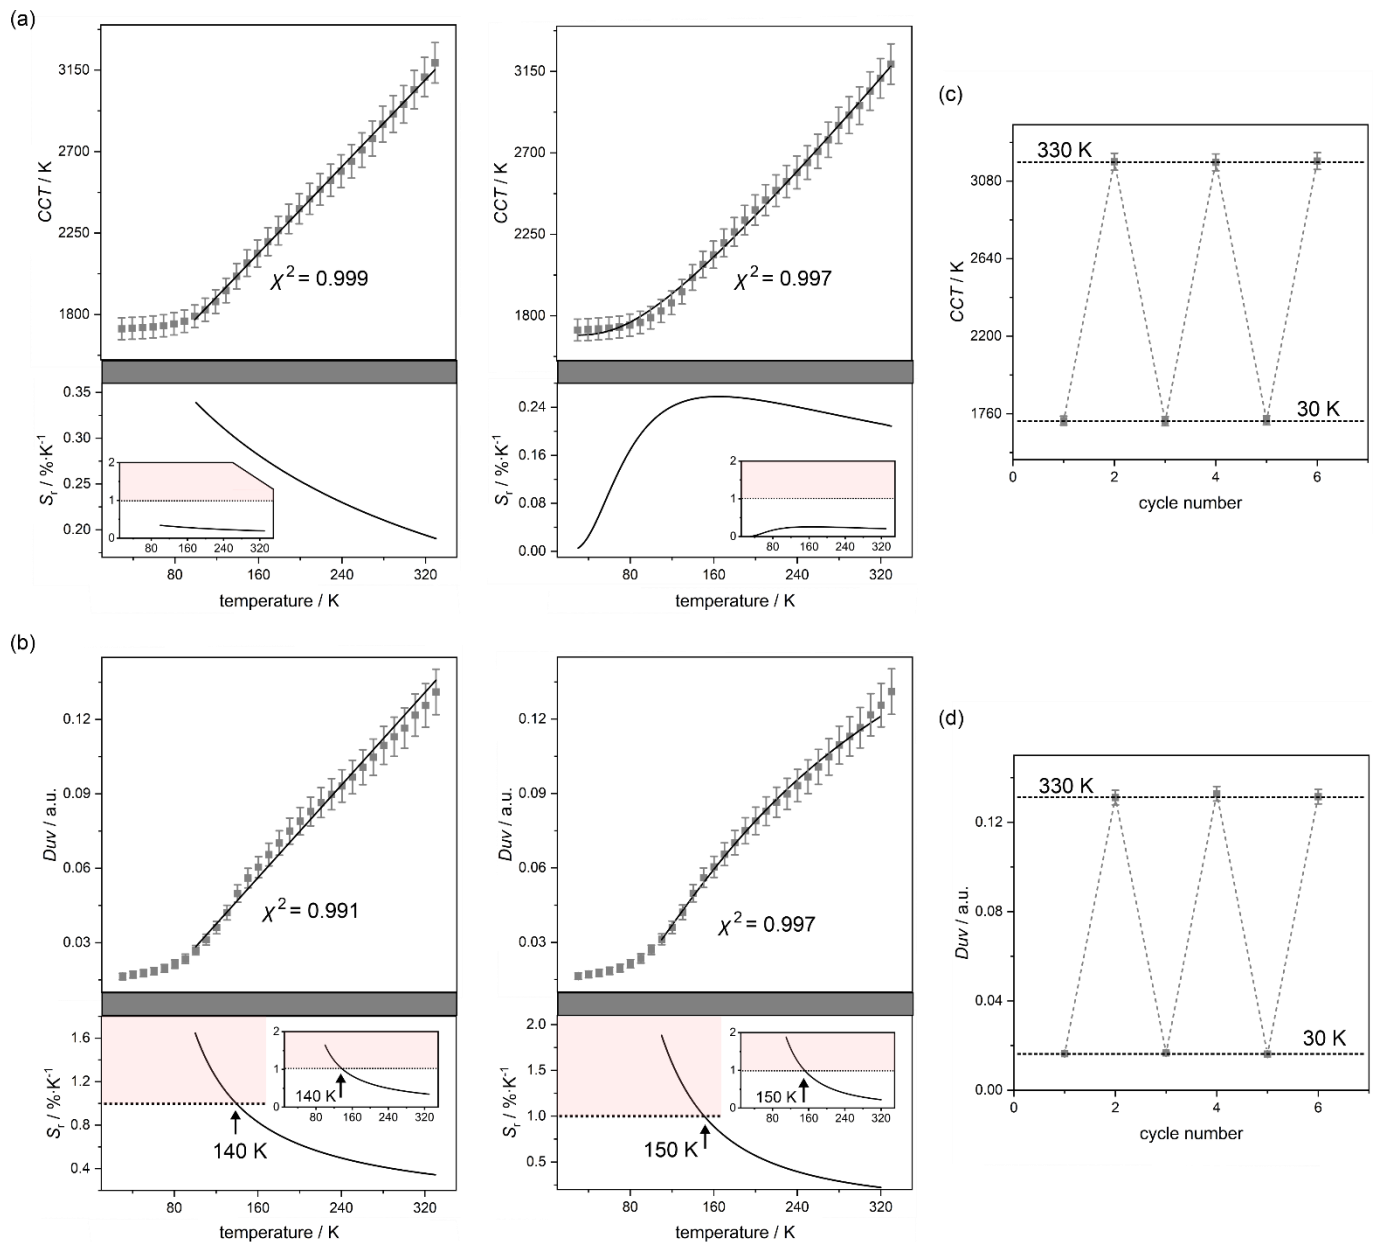 (a)
3150
2700
2250
1800
CCT / K
χ² = 0.999
0.35
0.30
0.25
0.20
Sr / %·K⁻¹
2
1
0
80 160 240 320
80 160 240 320
temperature / K
3150
2700
2250
1800
CCT / K
χ² = 0.997
0.24
0.16
0.08
0.00
Sr / %·K⁻¹
2
1
0
80 160 240 320
80 160 240 320
temperature / K
(c)
330 K
3080
2640
2200
1760
CCT / K
30 K
0 2 4 6
cycle number
(b)
0.12
0.09
0.06
0.03
Duv / a.u.
χ² = 0.991
1.6
1.2
0.8
0.4
Sr / %·K⁻¹
2
1
0
140 K
80 160 240 320
140 K
80 160 240 320
temperature / K
0.12
0.09
0.06
0.03
Duv / a.u.
χ² = 0.997
2.0
1.5
1.0
0.5
Sr / %·K⁻¹
2
1
0
150 K
80 160 240 320
150 K
80 160 240 320
temperature / K
(d)
330 K
0.12
0.08
0.04
0.00
Duv / a.u.
30 K
0 2 4 6
cycle number